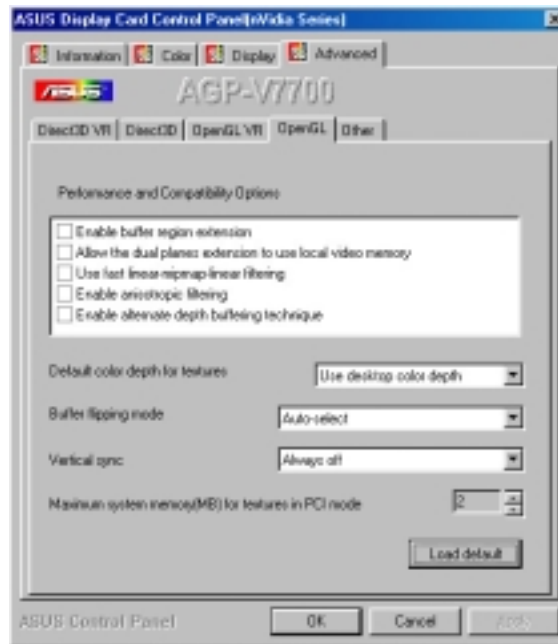 ASUS Display Card Control Panel(nVidia Series)
Information Color Display Advanced
ASUS AGP-V7700
Direct3D VR Direct3D OpenGL VR OpenGL Other
Performance and Compatibility Options
Enable buffer region extension
Allow the dual planes extension to use local video memory
Use fast linear-mipmap-linear filtering
Enable anisotropic filtering
Enable alternate depth buffering technique
Default color depth for textures Use desktop color depth
Buffer flipping mode Auto-select
Vertical sync Always off
Maximum system memory(MB) for textures in PCI mode 2
Load default
ASUS Control Panel OK Cancel Apply